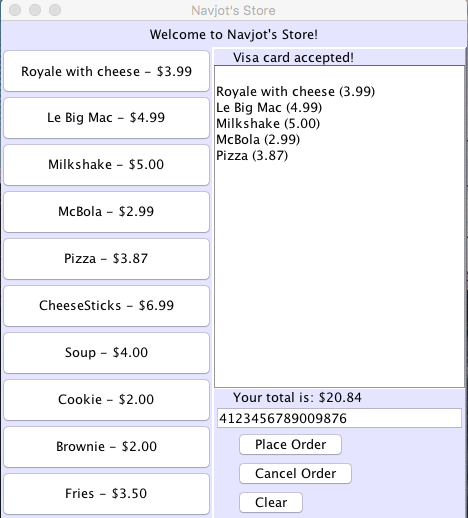 Navjot's Store
Welcome to Navjot's Store!
Royale with cheese – $3.99
Le Big Mac – $4.99
Milkshake – $5.00
McBola – $2.99
Pizza – $3.87
CheeseSticks – $6.99
Soup – $4.00
Cookie – $2.00
Brownie – $2.00
Fries – $3.50
Visa card accepted!
Royale with cheese (3.99)
Le Big Mac (4.99)
Milkshake (5.00)
McBola (2.99)
Pizza (3.87)
Your total is: $20.84
4123456789009876
Place Order
Cancel Order
Clear